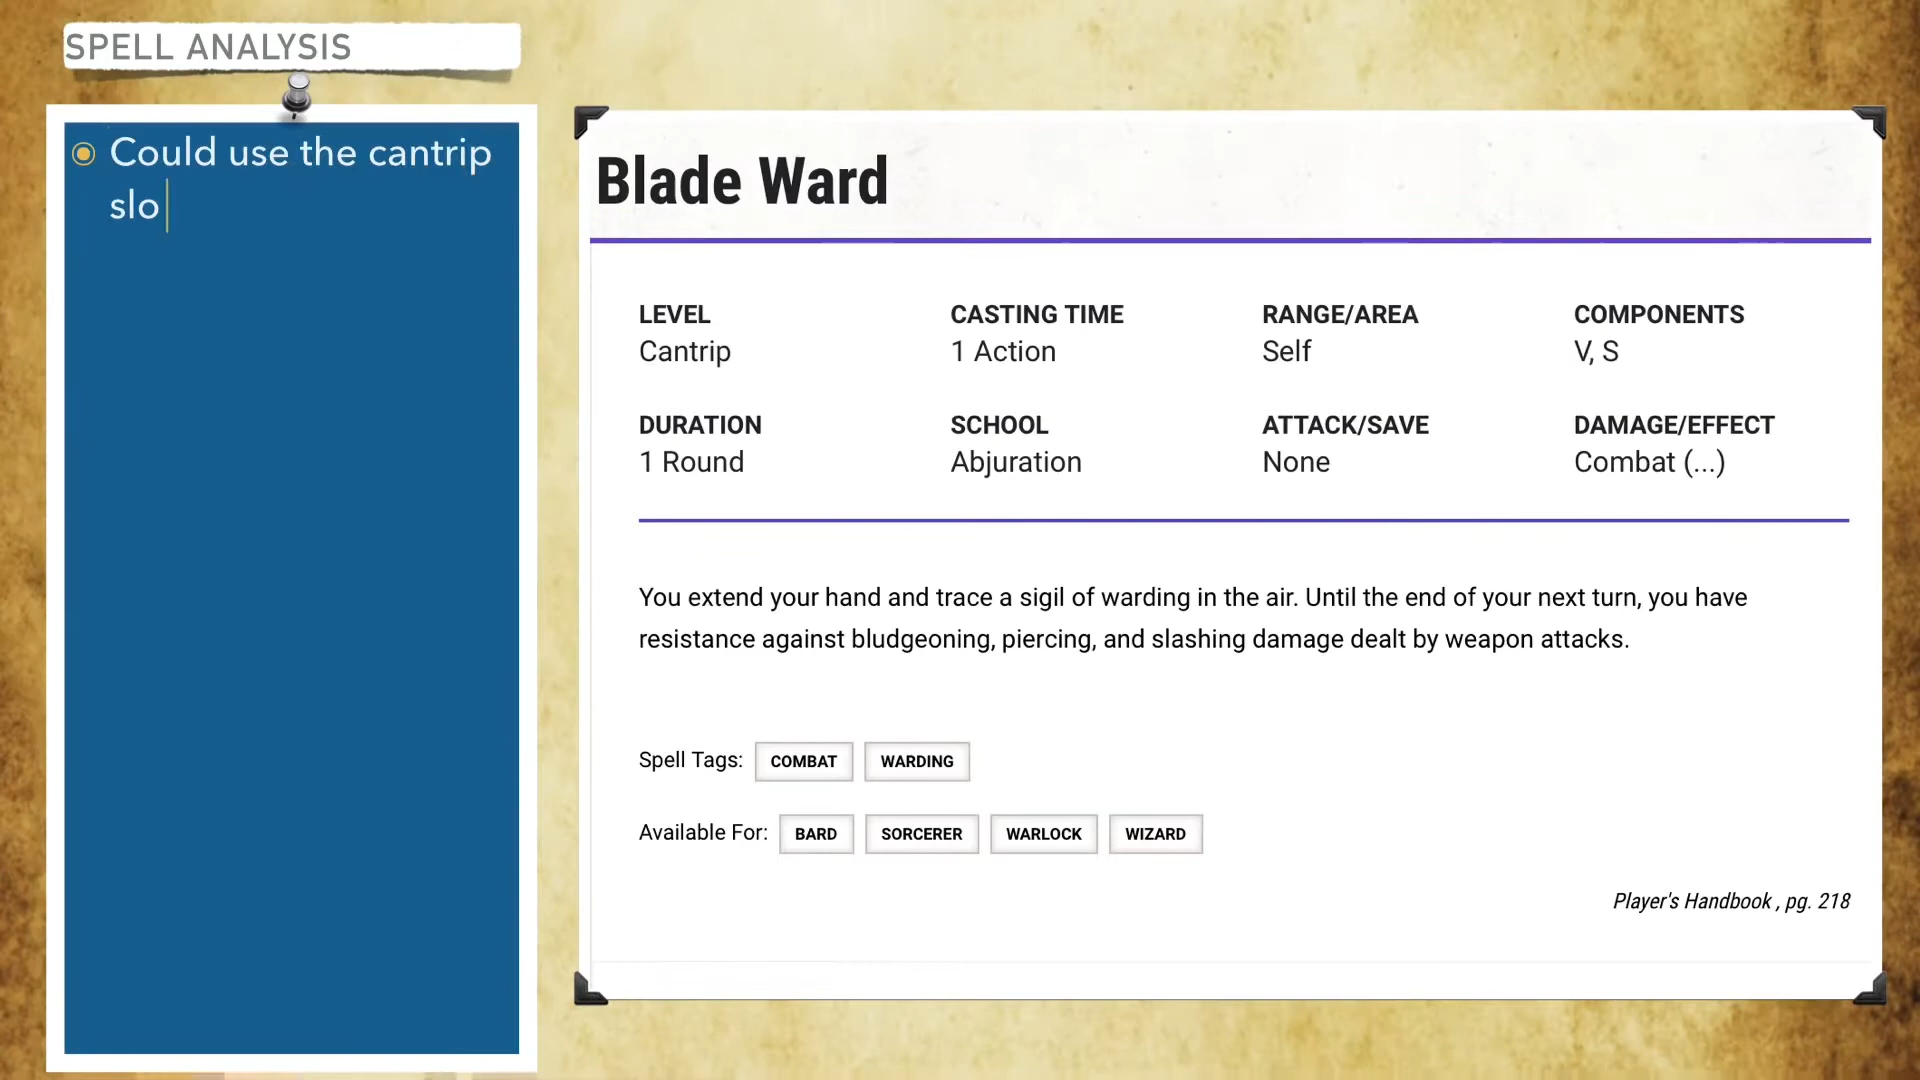 SPELL ANALYSIS
Could use the cantrip
slo
Blade Ward
LEVEL CASTING TIME RANGE/AREA COMPONENTS
Cantrip 1 Action Self V, S
DURATION SCHOOL ATTACK/SAVE DAMAGE/EFFECT
1 Round Abjuration None Combat (...)
You extend your hand and trace a sigil of warding in the air. Until the end of your next turn, you have
resistance against bludgeoning, piercing, and slashing damage dealt by weapon attacks.
Spell Tags: COMBAT WARDING
Available For: BARD SORCERER WARLOCK WIZARD
Player's Handbook , pg. 218